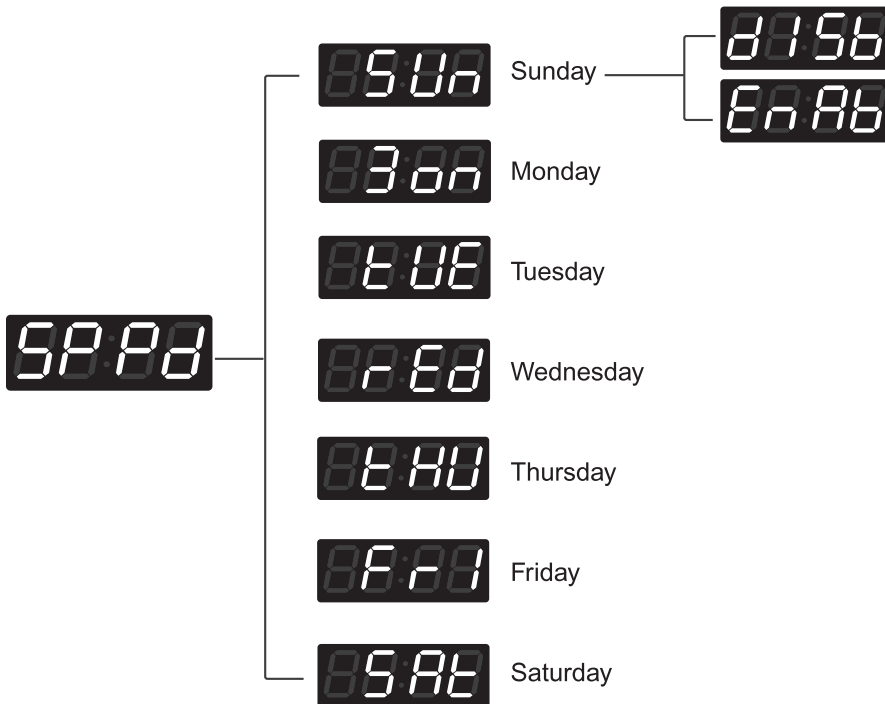 SUn Sunday d1Sb
EnAb
3on Monday
tUE Tuesday
SPPd
rEd Wednesday
tHU Thursday
Fr1 Friday
SAt Saturday